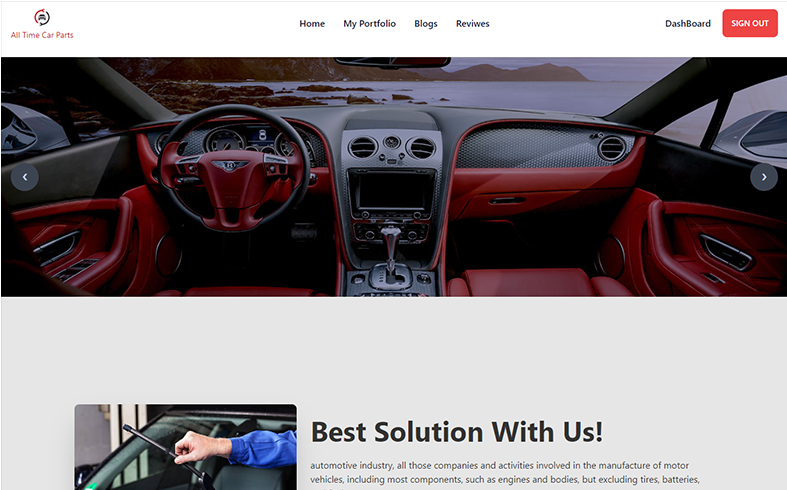 All Time Car Parts
Home My Portfolio Blogs Reviwes DashBoard SIGN OUT
Best Solution With Us!
automotive industry, all those companies and activities involved in the manufacture of motor
vehicles, including most components, such as engines and bodies, but excluding tires, batteries,